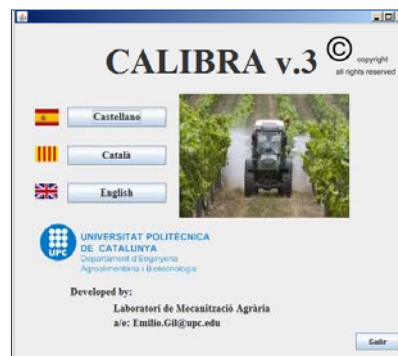 CALIBRA v.3 ©
copyright
all rights reserved
Castellano
Català
English
UPC
UNIVERSITAT POLITÈCNICA
DE CATALUNYA
Departament d'Enginyeria
Agroalimentària i Biotecnologia
Developed by:
Laboratori de Mecanització Agrària
a/e: Emilio.Gil@upc.edu
Salir